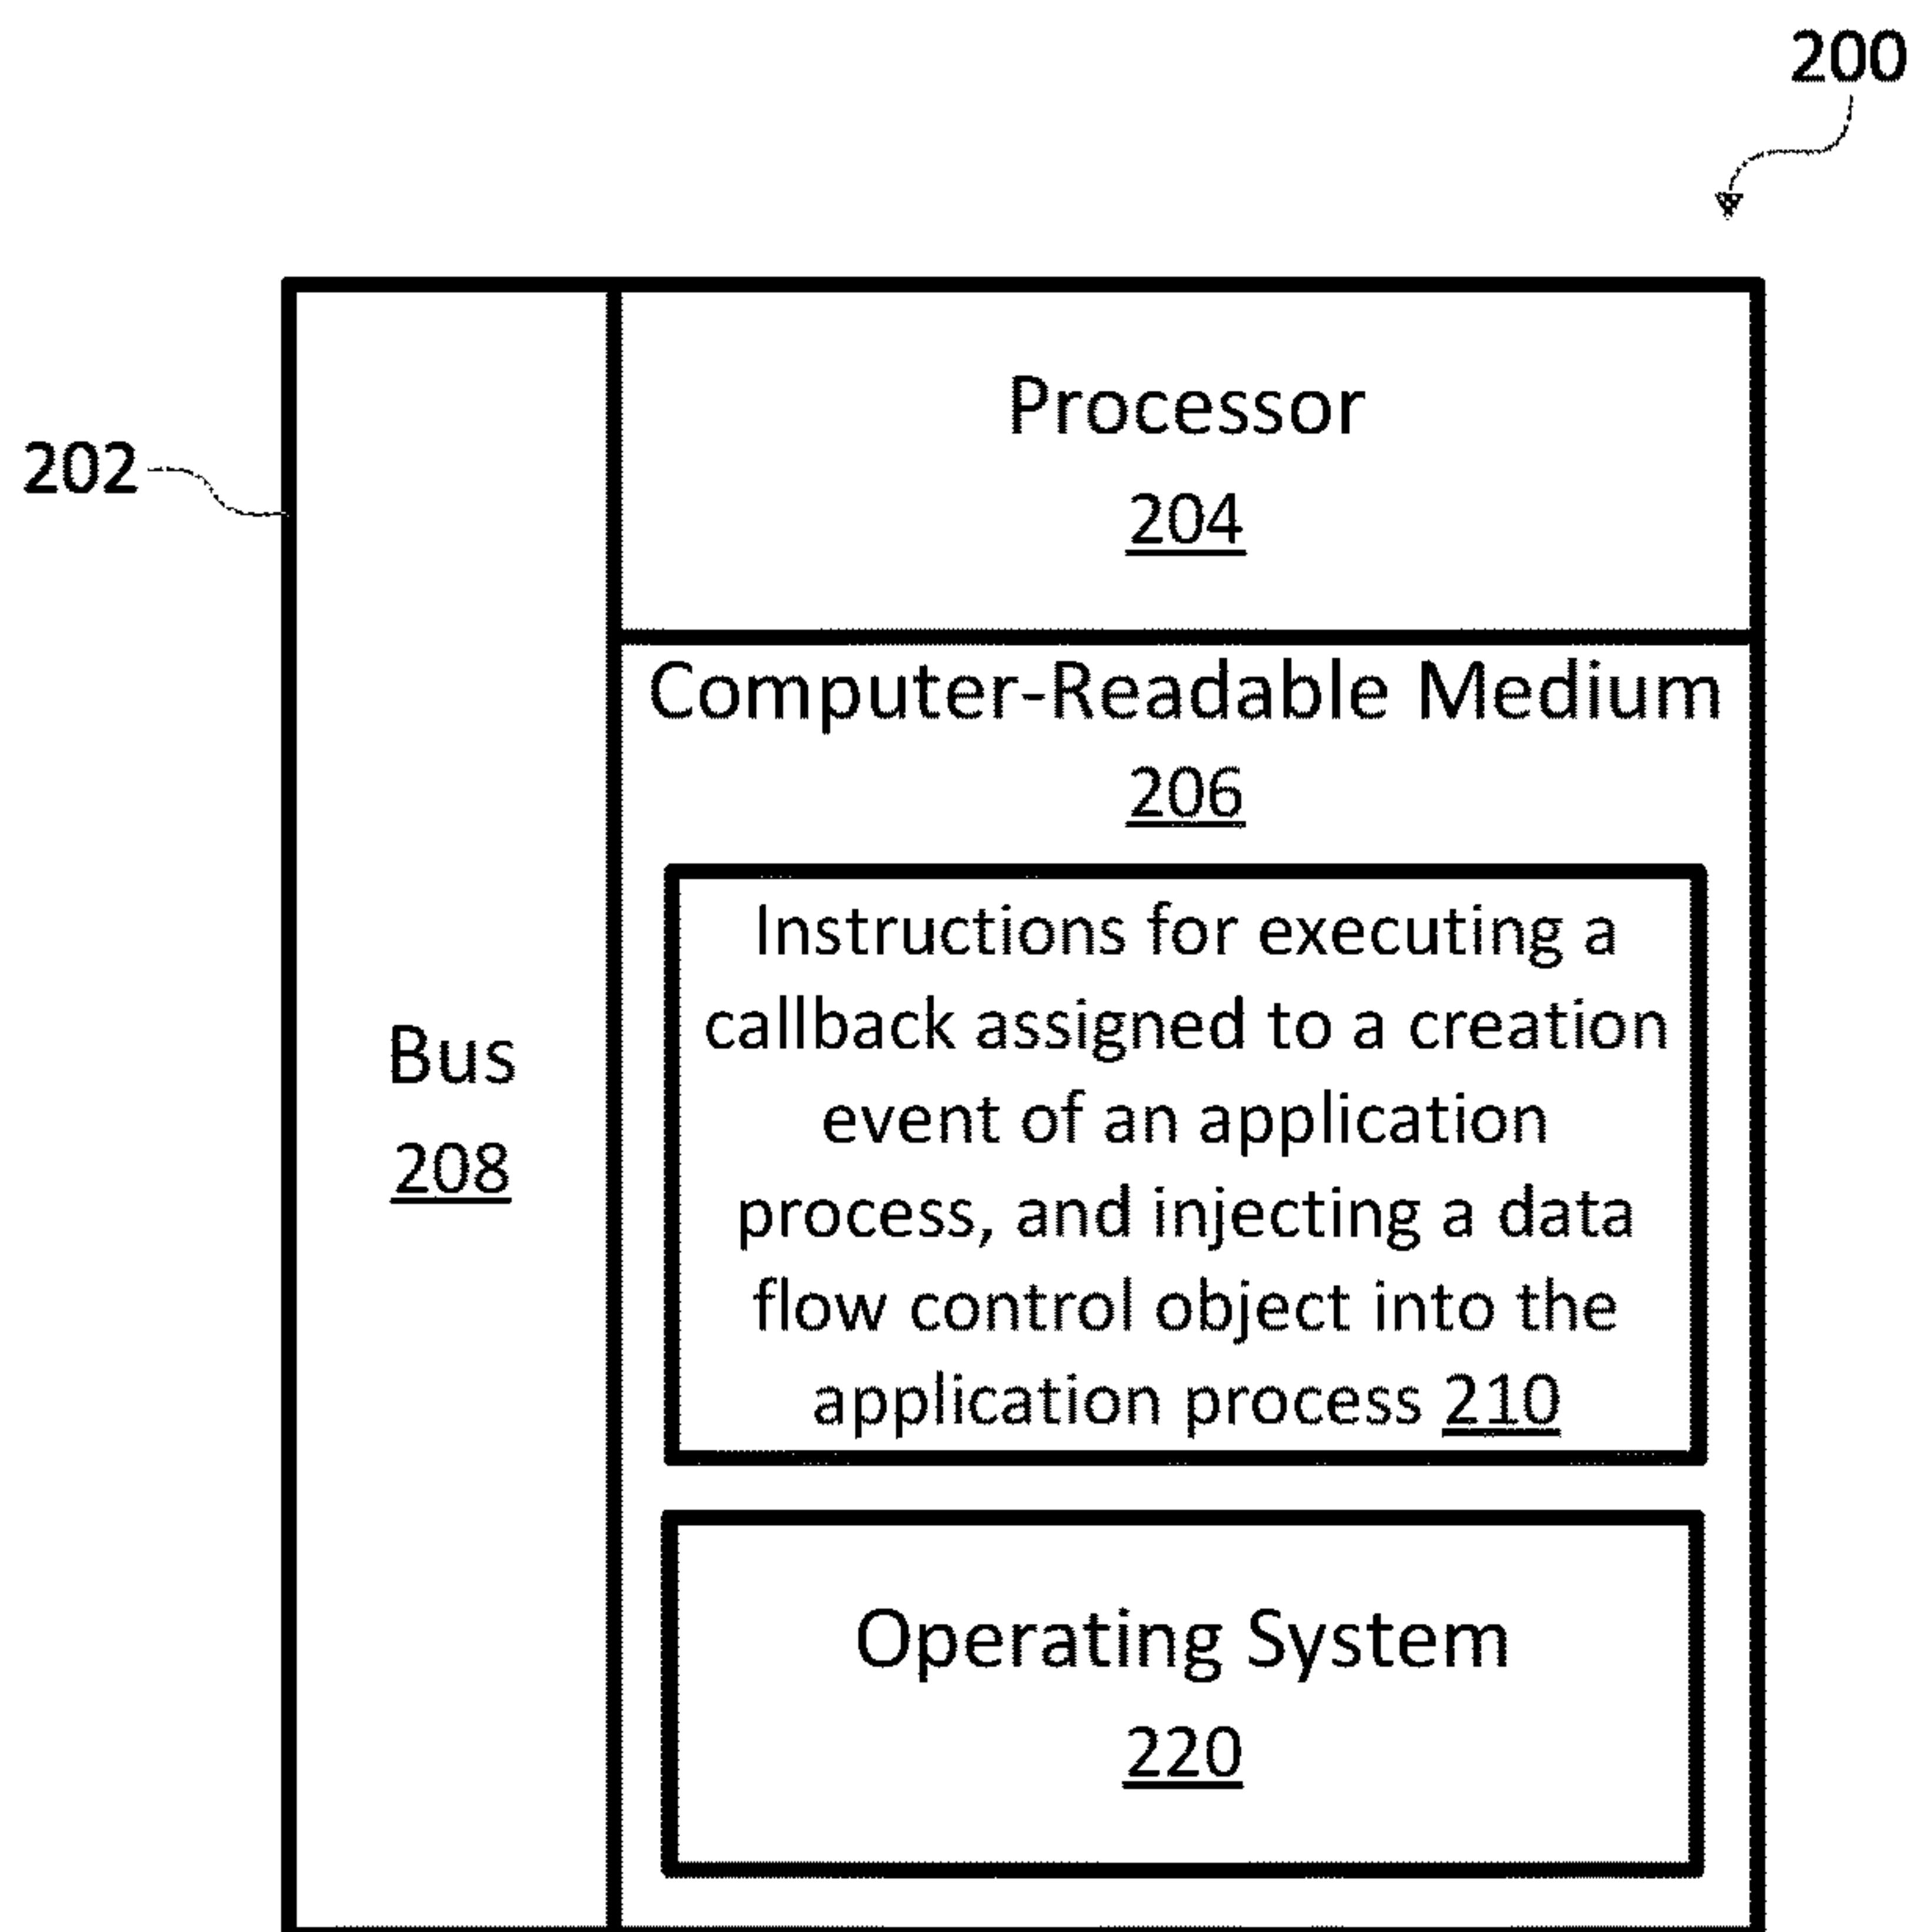 200
202
Processor
204
Computer-Readable Medium
206
Bus
208
Instructions for executing a
callback assigned to a creation
event of an application
process, and injecting a data
flow control object into the
application process 210
Operating System
220